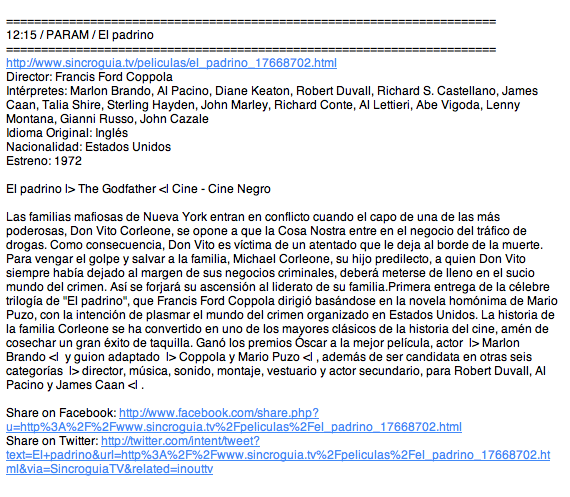 ======================================================================
12:15 / PARAM / El padrino
======================================================================
http://www.sincroguia.tv/peliculas/el_padrino_17668702.html
Director: Francis Ford Coppola
Intérpretes: Marlon Brando, Al Pacino, Diane Keaton, Robert Duvall, Richard S. Castellano, James
Caan, Talia Shire, Sterling Hayden, John Marley, Richard Conte, Al Lettieri, Abe Vigoda, Lenny
Montana, Gianni Russo, John Cazale
Idioma Original: Inglés
Nacionalidad: Estados Unidos
Estreno: 1972
El padrino l> The Godfather <l Cine - Cine Negro
Las familias mafiosas de Nueva York entran en conflicto cuando el capo de una de las más
poderosas, Don Vito Corleone, se opone a que la Cosa Nostra entre en el negocio del tráfico de
drogas. Como consecuencia, Don Vito es víctima de un atentado que le deja al borde de la muerte.
Para vengar el golpe y salvar a la familia, Michael Corleone, su hijo predilecto, a quien Don Vito
siempre había dejado al margen de sus negocios criminales, deberá meterse de lleno en el sucio
mundo del crimen. Así se forjará su ascensión al liderato de su familia.Primera entrega de la célebre
trilogía de "El padrino", que Francis Ford Coppola dirigió basándose en la novela homónima de Mario
Puzo, con la intención de plasmar el mundo del crimen organizado en Estados Unidos. La historia de
la familia Corleone se ha convertido en uno de los mayores clásicos de la historia del cine, amén de
cosechar un gran éxito de taquilla. Ganó los premios Óscar a la mejor película, actor l> Marlon
Brando <l y guion adaptado l> Coppola y Mario Puzo <l , además de ser candidata en otras seis
categorías l> director, música, sonido, montaje, vestuario y actor secundario, para Robert Duvall, Al
Pacino y James Caan <l .
Share on Facebook: http://www.facebook.com/share.php?
u=http%3A%2F%2Fwww.sincroguia.tv%2Fpeliculas%2Fel_padrino_17668702.html
Share on Twitter: http://twitter.com/intent/tweet?
text=El+padrino&url=http%3A%2F%2Fwww.sincroguia.tv%2Fpeliculas%2Fel_padrino_17668702.ht
ml&via=SincroguiaTV&related=inouttv